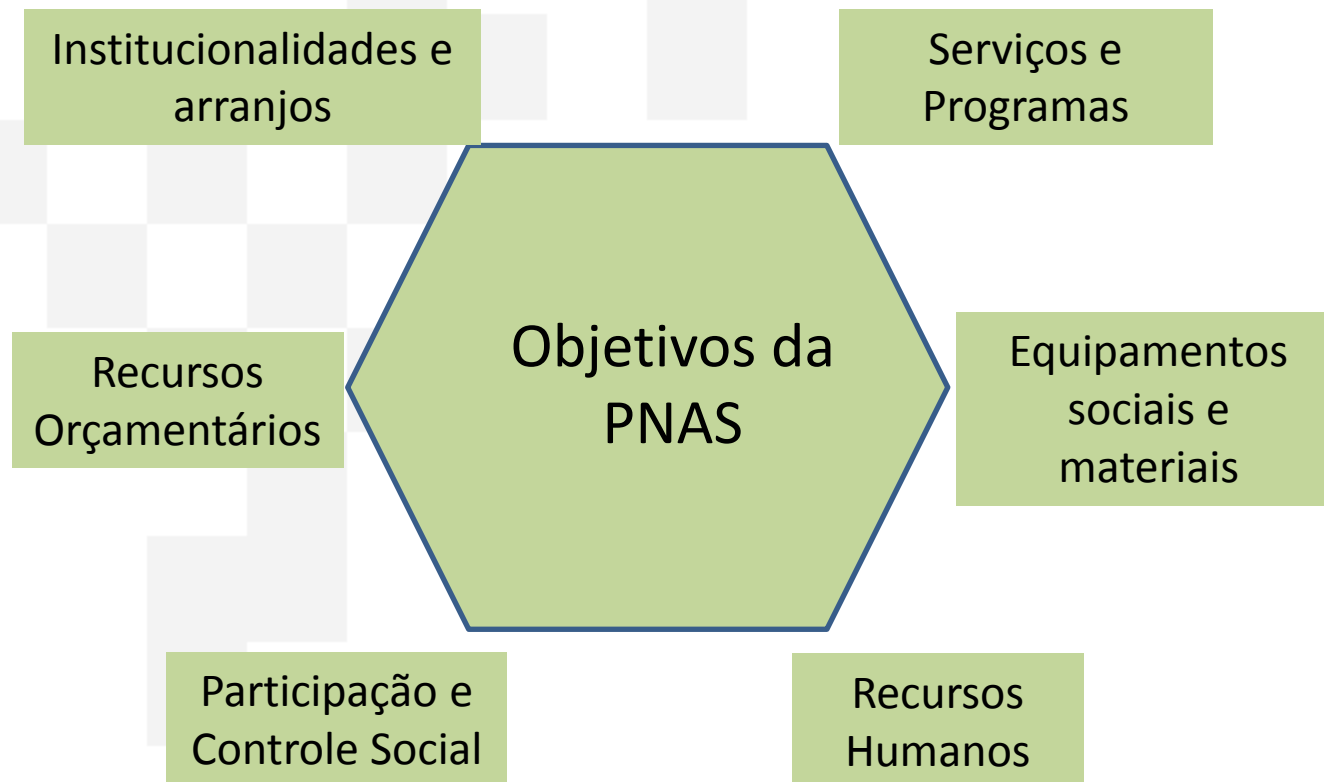 Institucionalidades e
arranjos
Serviços e
Programas
Objetivos da
PNAS
Recursos
Orçamentários
Equipamentos
sociais e
materiais
Participação e
Controle Social
Recursos
Humanos